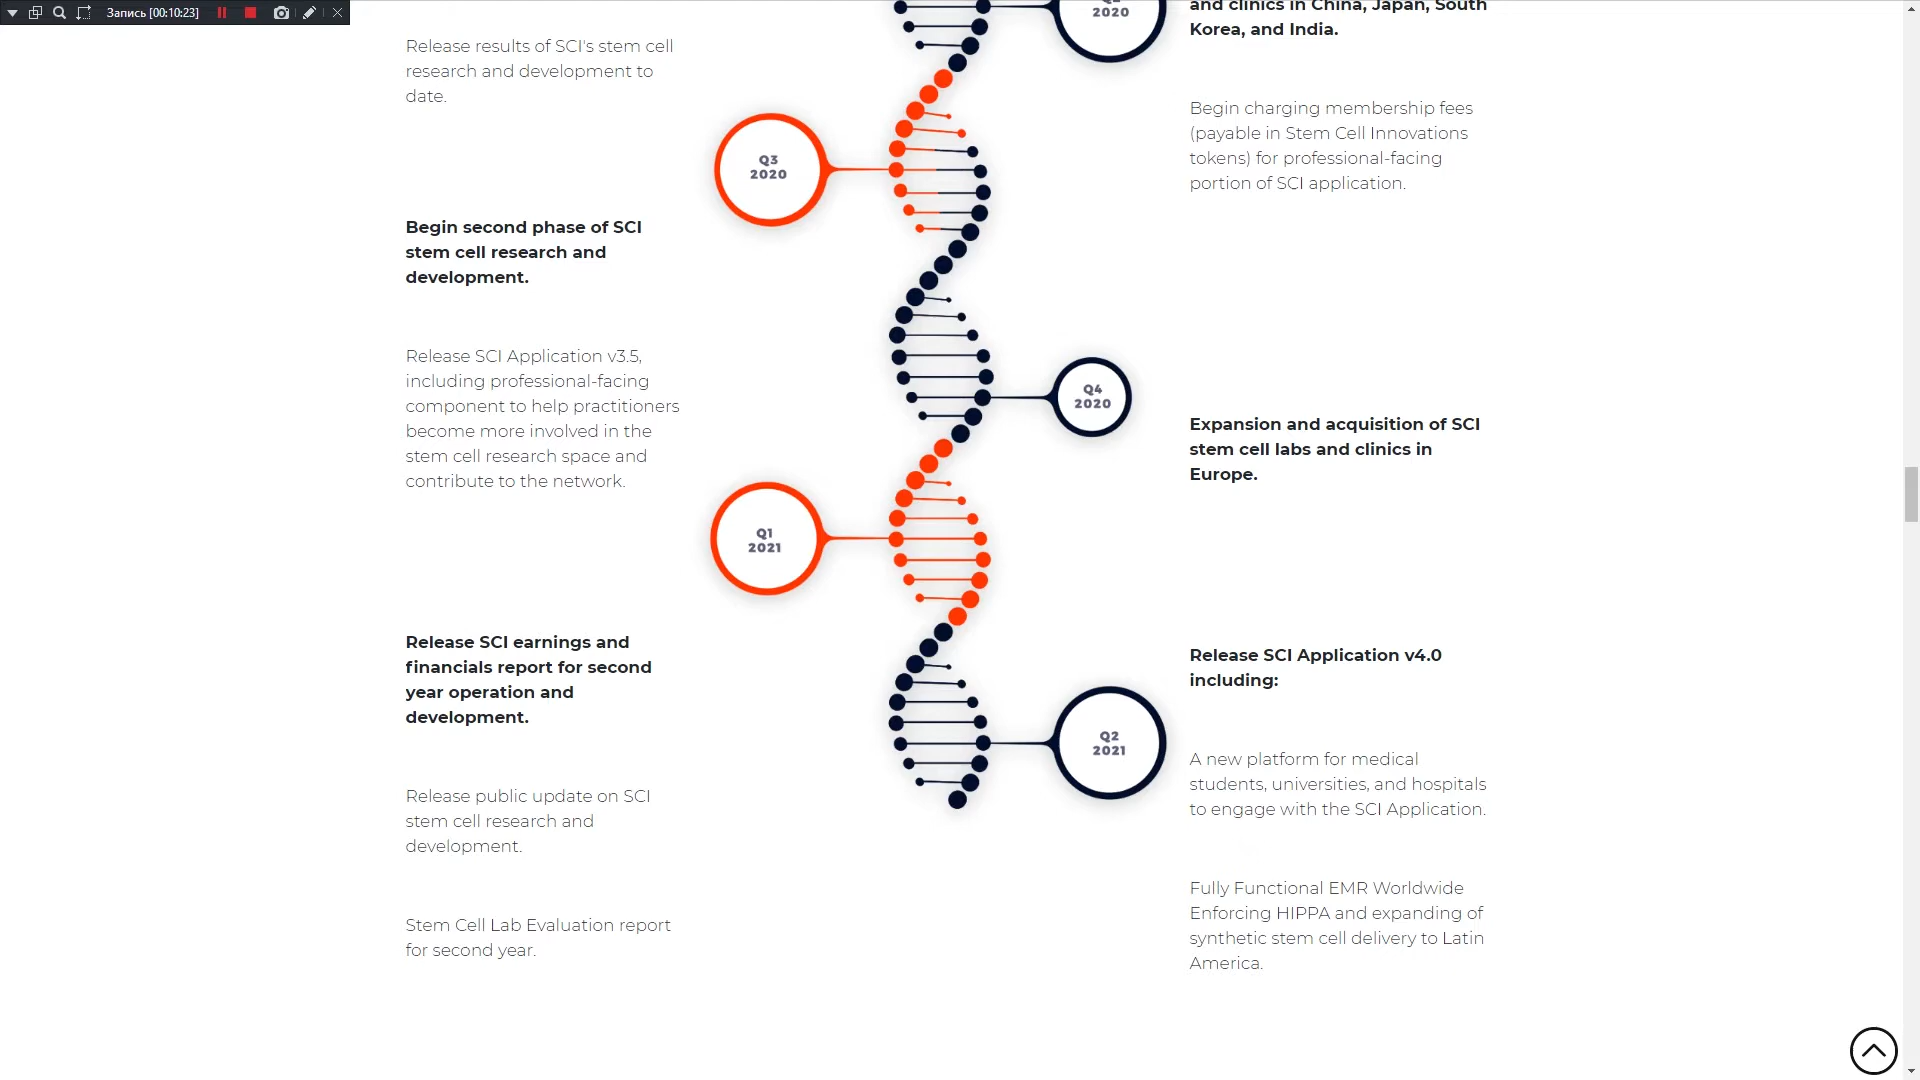 Запись [00:10:23]
Release results of SCI's stem cell
research and development to
date.
Q3
2020
Begin second phase of SCI
stem cell research and
development.
Release SCI Application v3.5,
including professional-facing
component to help practitioners
become more involved in the
stem cell research space and
contribute to the network.
Q1
2021
Release SCI earnings and
financials report for second
year operation and
development.
Release public update on SCI
stem cell research and
development.
Stem Cell Lab Evaluation report
for second year.
2020
and clinics in China, Japan, South
Korea, and India.
Begin charging membership fees
(payable in Stem Cell Innovations
tokens) for professional-facing
portion of SCI application.
Q4
2020
Expansion and acquisition of SCI
stem cell labs and clinics in
Europe.
Q2
2021
Release SCI Application v4.0
including:
A new platform for medical
students, universities, and hospitals
to engage with the SCI Application.
Fully Functional EMR Worldwide
Enforcing HIPPA and expanding of
synthetic stem cell delivery to Latin
America.